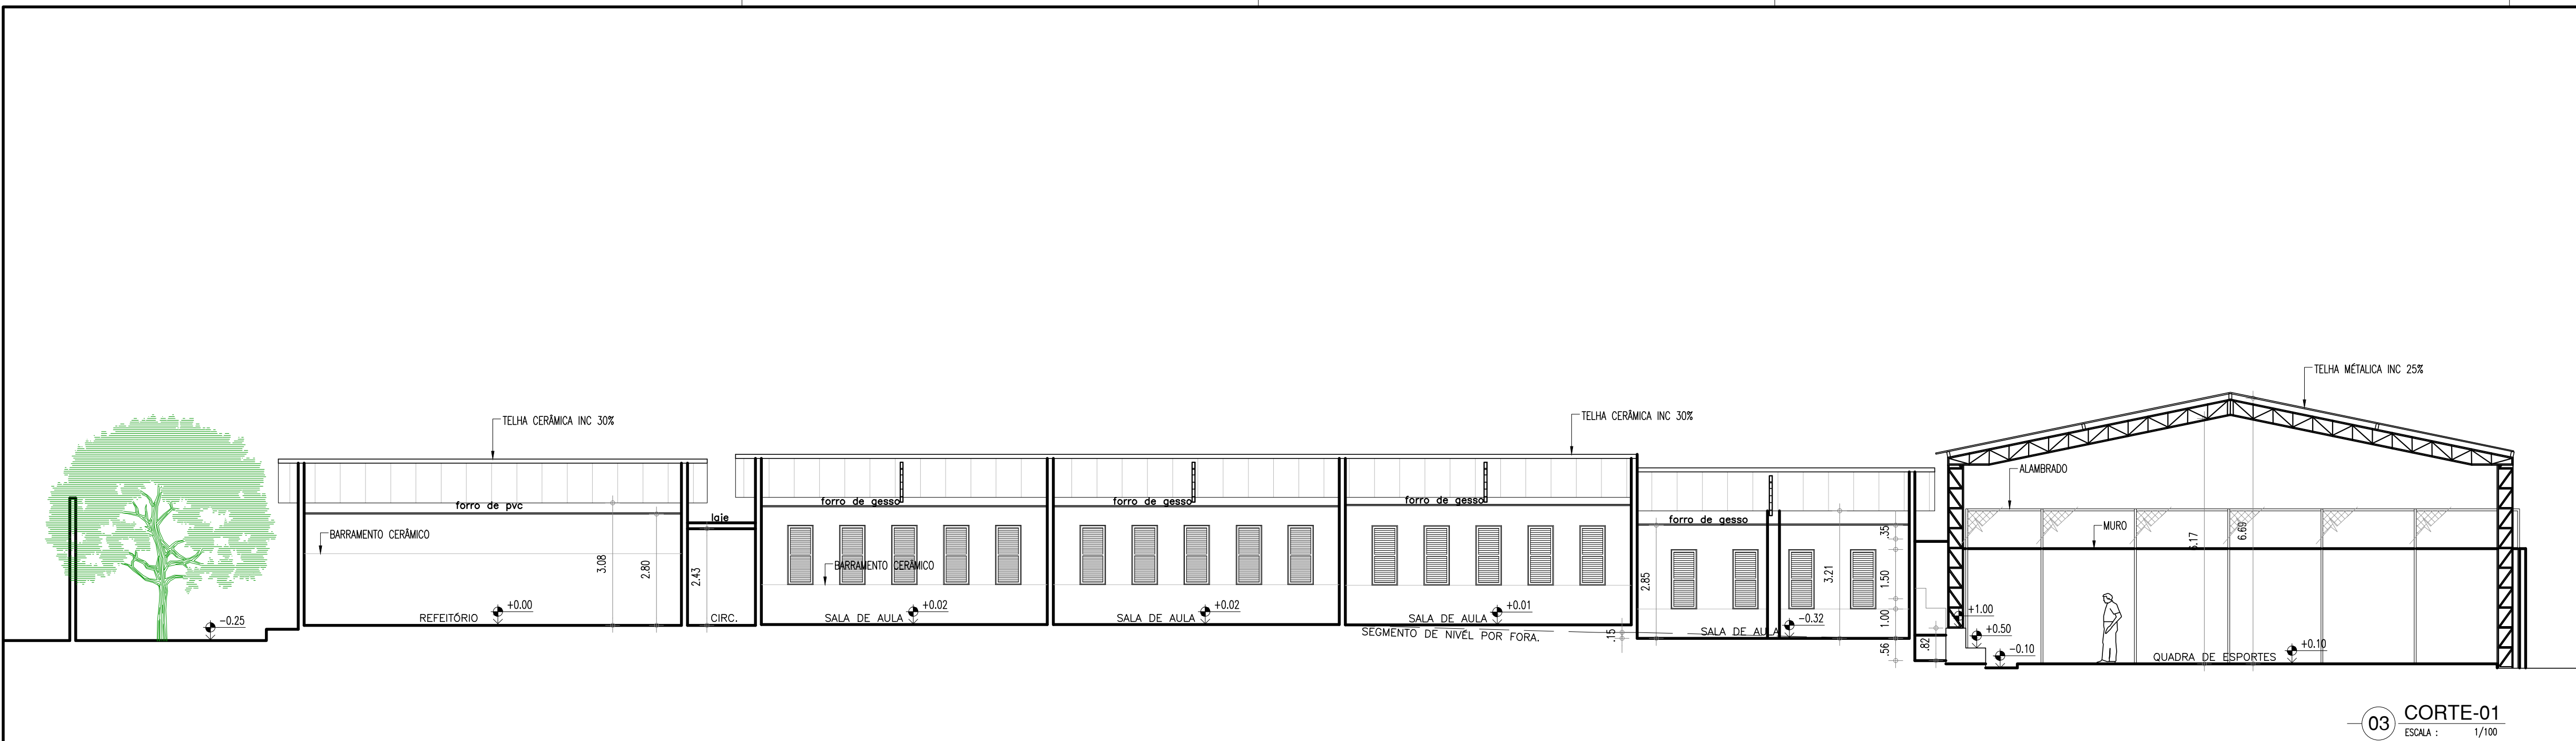 TELHA MÉTALICA INC 25%
TELHA CERÂMICA INC 30%
TELHA CERÂMICA INC 30%
ALAMBRADO
forro de pvc
forro de gesso
forro de gesso
forro de gesso
laje
forro de gesso
MURO
BARRAMENTO CERÂMICO
.35
6.69
3.08
2.80
2.43
BARRAMENTO CERÂMICO
2.85
3.21
1.50
+0.00
+0.02
+0.02
+0.01
+1.00
REFEITÓRIO
CIRC.
SALA DE AULA
SALA DE AULA
SALA DE AULA
1.00
-0.25
-0.32
SEGMENTO DE NIVEL POR FORA.
.15
SALA DE AULA
+0.50
.82
.56
-0.10
+0.10
QUADRA DE ESPORTES
03
CORTE-01
ESCALA : 1/100